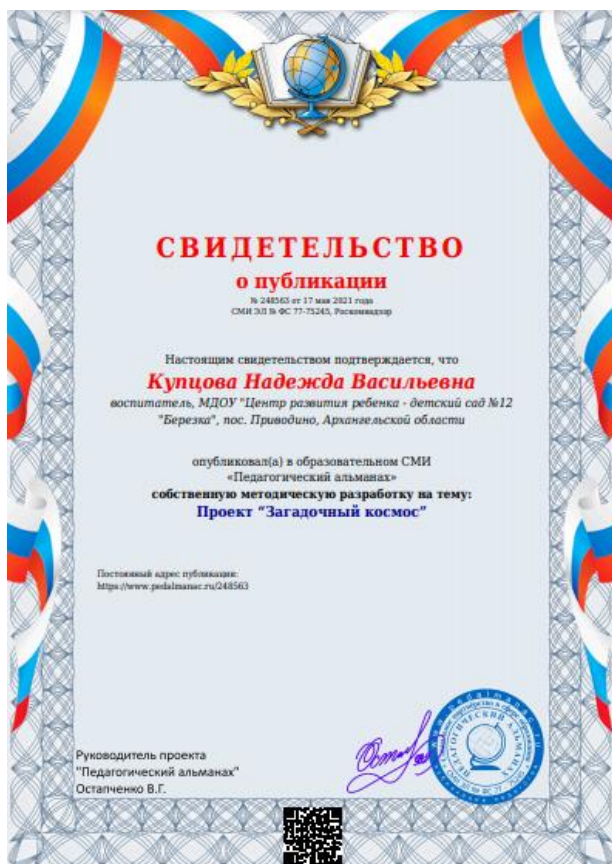 СВИДЕТЕЛЬСТВО
о публикации
№ 248563 от 17 мая 2021 года
СМИ ЭЛ № ФС 77-75245, Роскомнадзор
Настоящим свидетельством подтверждается, что
Купцова Надежда Васильевна
воспитатель, МДОУ "Центр развития ребенка - детский сад №12
"Березка", пос. Приводино, Архангельской области
опубликовал(а) в образовательном СМИ
«Педагогический альманах»
собственную методическую разработку на тему:
Проект “Загадочный космос”
Постоянный адрес публикации:
https://www.pedalmanac.ru/248563
Руководитель проекта
"Педагогический альманах"
Остапченко В.Г.
ПЕДАГОГИЧЕСКИЙ АЛЬМАНАХ